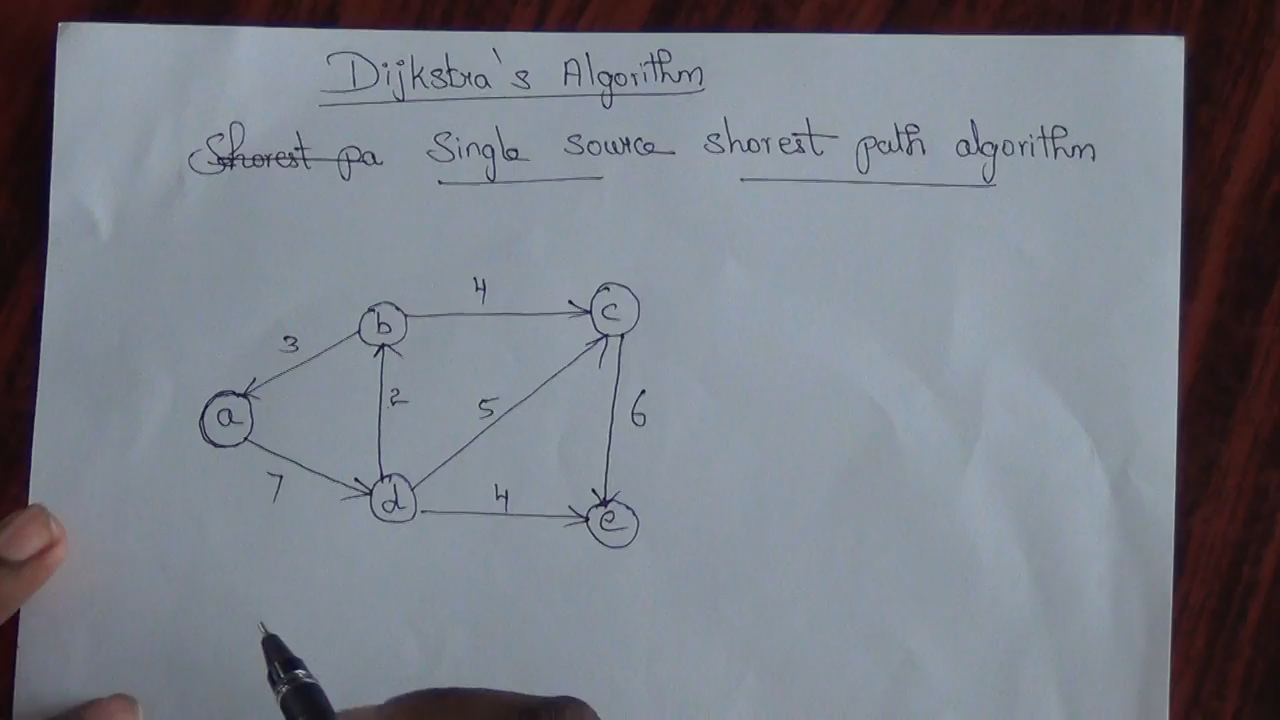 Dijkstra's Algorithm
Shorest pa Single source shorest path algorithm
4
b
c
3
2
5
6
a
7
d
4
e